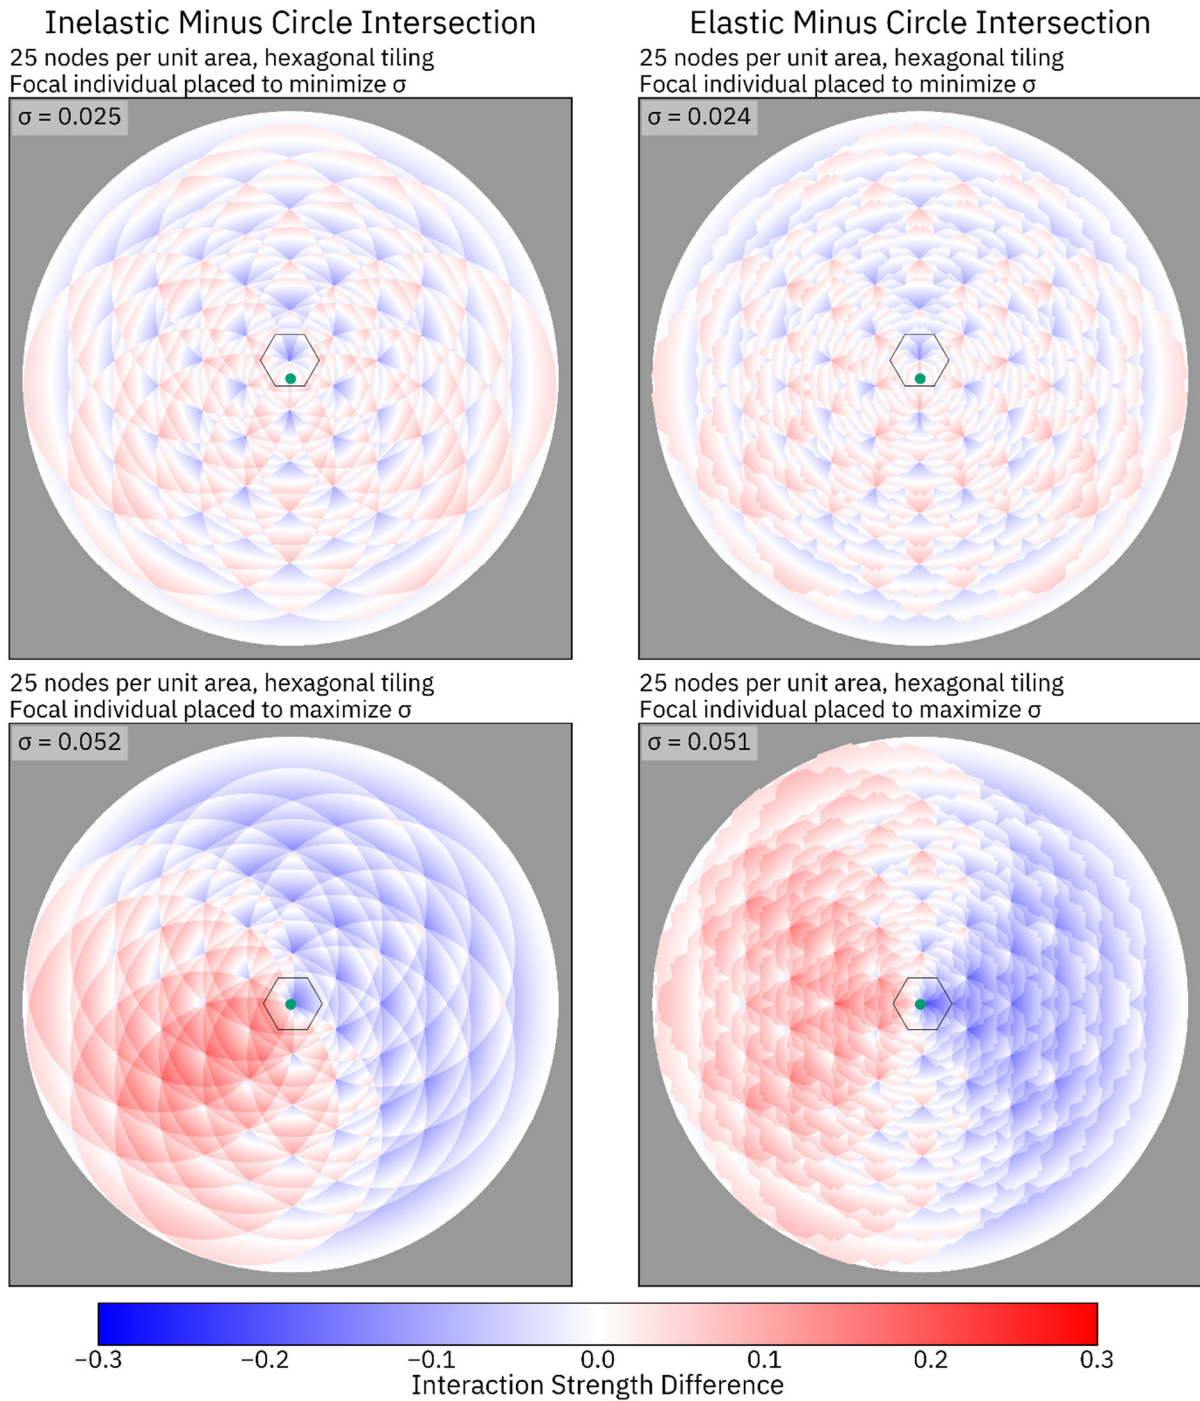 Inelastic Minus Circle Intersection
25 nodes per unit area, hexagonal tiling
Focal individual placed to minimize σ
σ = 0.025
Elastic Minus Circle Intersection
25 nodes per unit area, hexagonal tiling
Focal individual placed to minimize σ
σ = 0.024
25 nodes per unit area, hexagonal tiling
Focal individual placed to maximize σ
σ = 0.052
25 nodes per unit area, hexagonal tiling
Focal individual placed to maximize σ
σ = 0.051
−0.3 −0.2 −0.1 0.0 0.1 0.2 0.3
Interaction Strength Difference